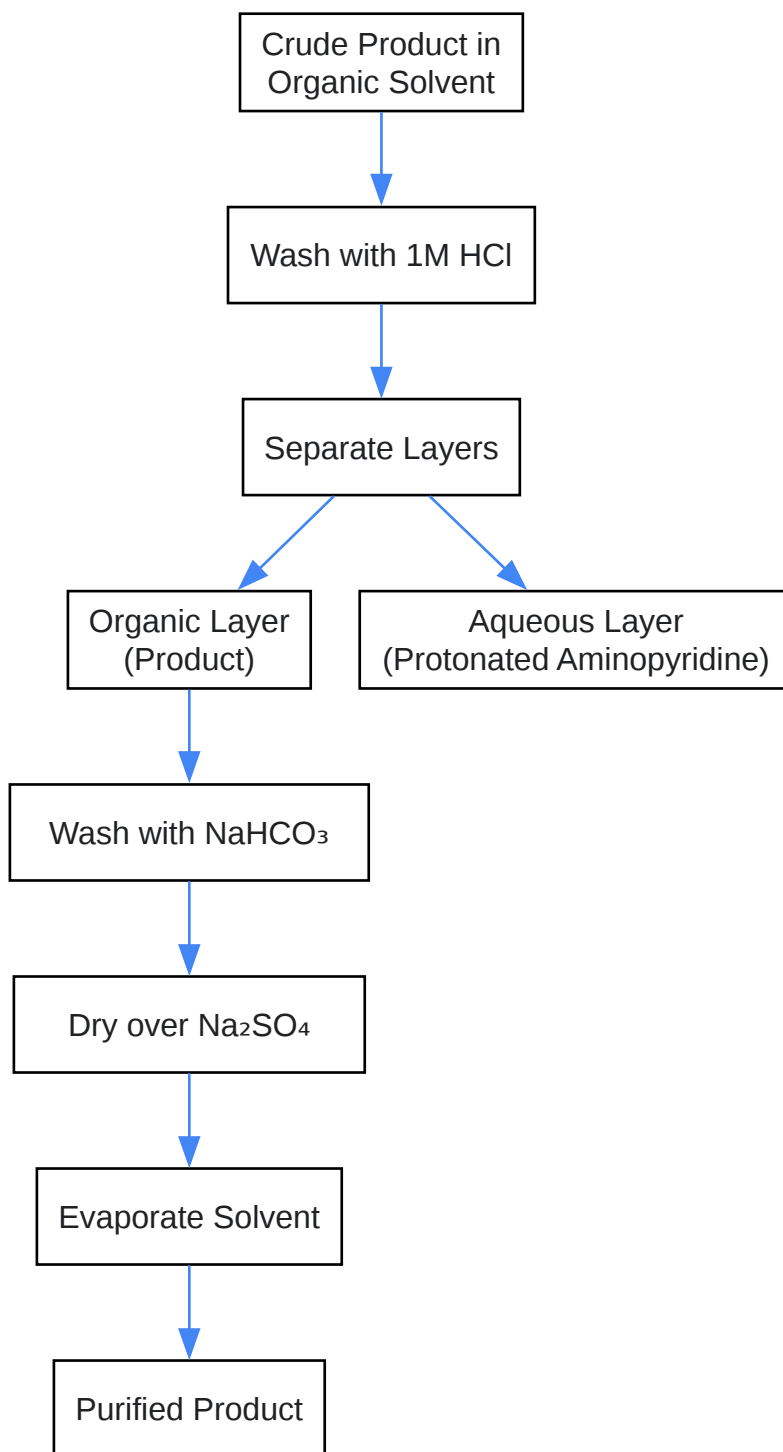 Crude Product in
Organic Solvent
Wash with 1M HCl
Separate Layers
Organic Layer
(Product)
Aqueous Layer
(Protonated Aminopyridine)
Wash with NaHCO₃
Dry over Na₂SO₄
Evaporate Solvent
Purified Product